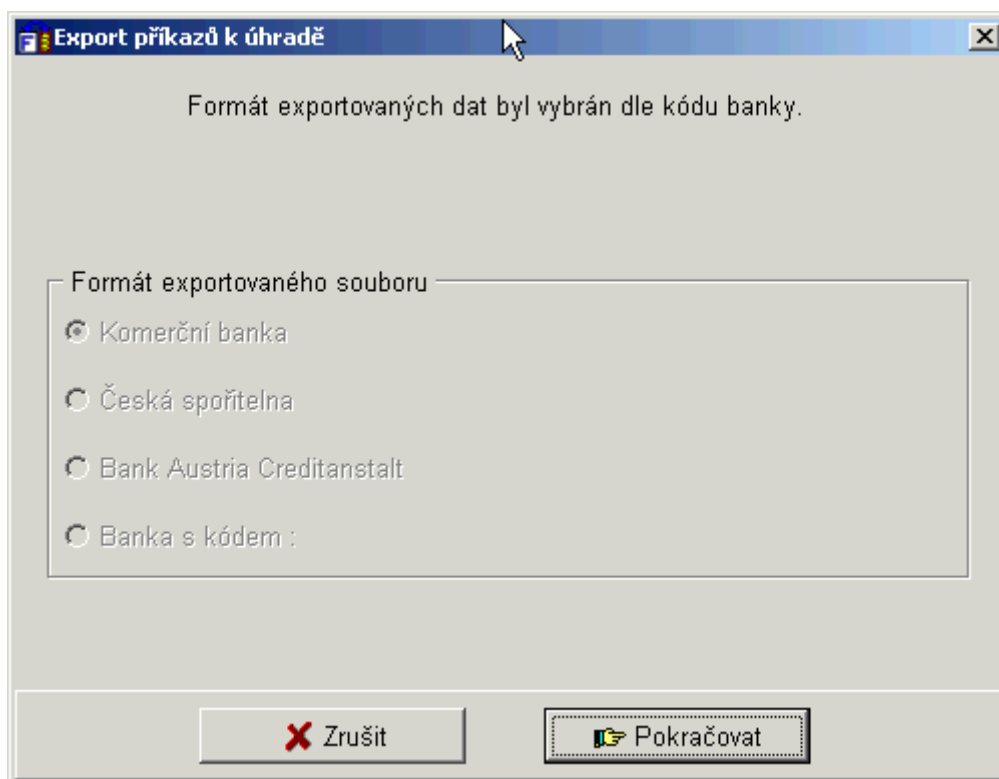 Export příkazů k úhradě
Formát exportovaných dat byl vybrán dle kódu banky.
Formát exportovaného souboru
Komerční banka
Česká spořitelna
Bank Austria Creditanstalt
Banka s kódem :
Zrušit
Pokračovat